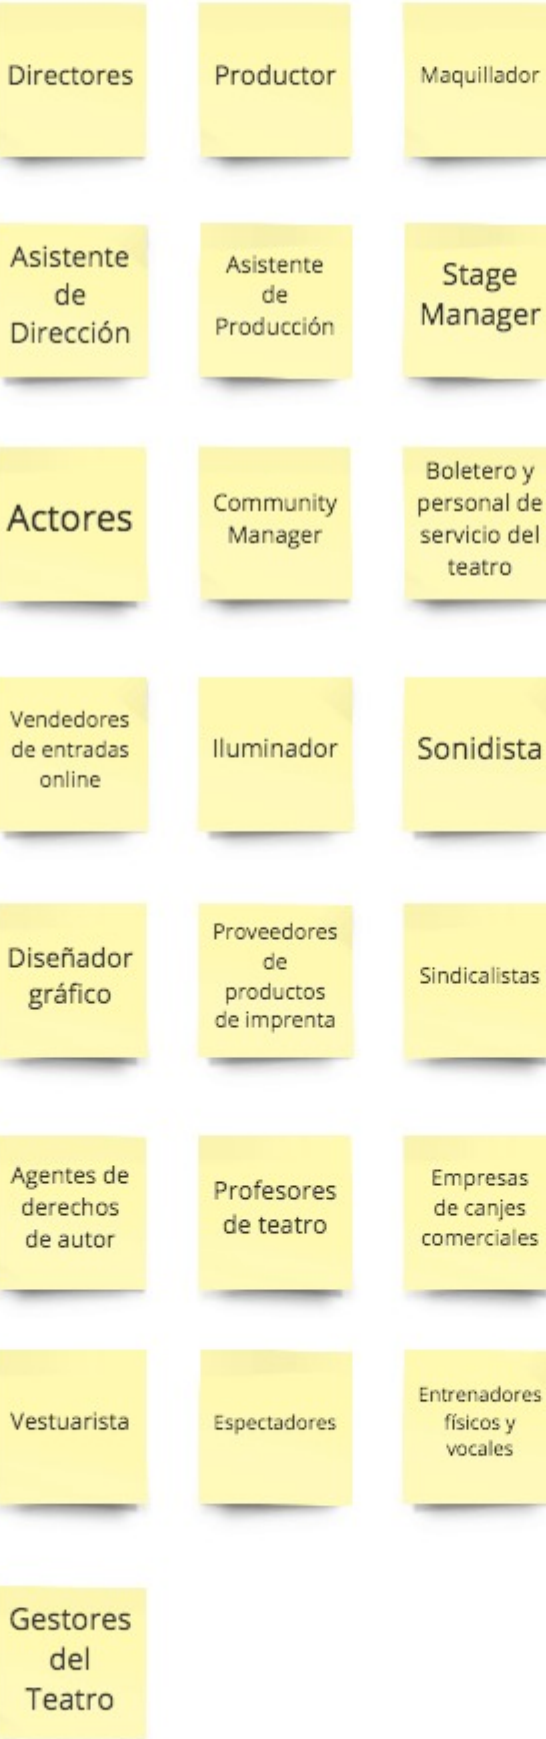 Directores
Productor
Maquillador
Asistente
de
Dirección
Asistente
de
Producción
Stage
Manager
Actores
Community
Manager
Boletero y
personal de
servicio del
teatro
Vendedores
de entradas
online
Iluminador
Sonidista
Diseñador
gráfico
Proveedores
de
productos
de imprenta
Sindicalistas
Agentes de
derechos
de autor
Profesores
de teatro
Empresas
de canjes
comerciales
Vestuarista
Espectadores
Entrenadores
físicos y
vocales
Gestores
del
Teatro